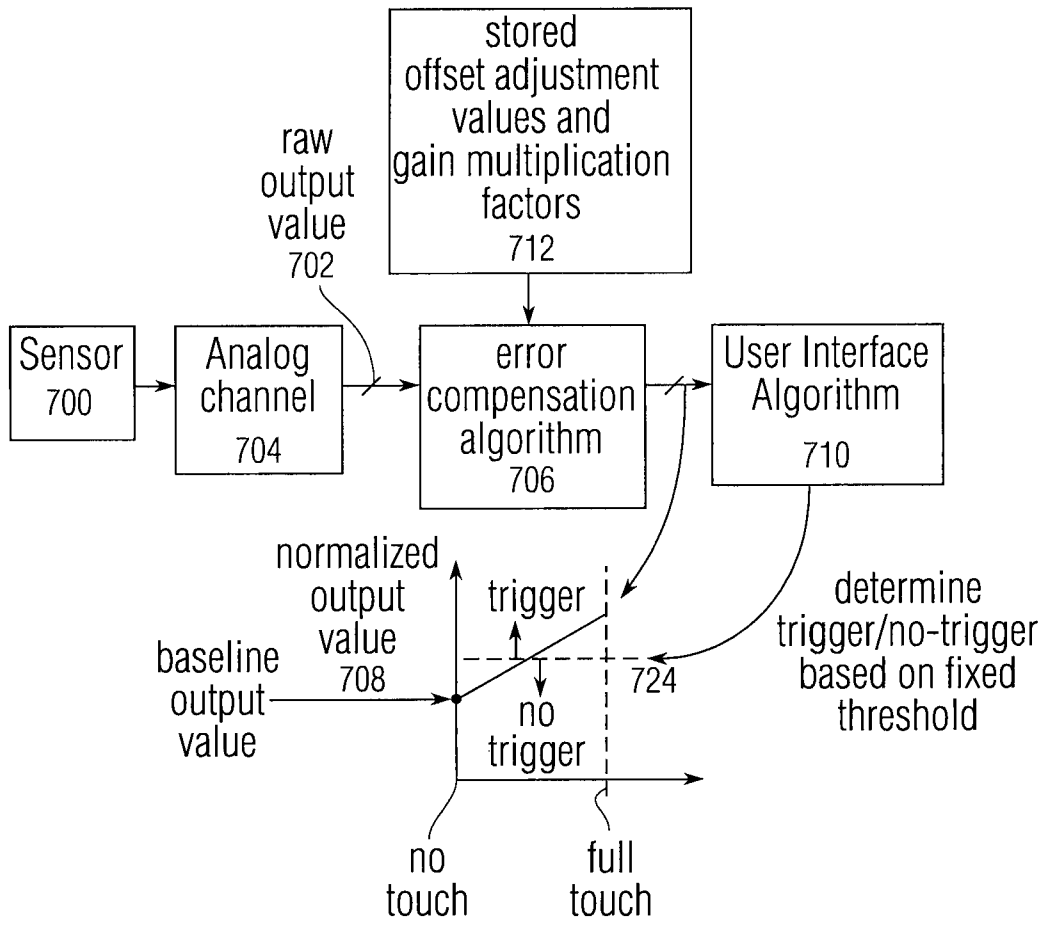 stored
offset adjustment
values and
gain multiplication
factors
712
raw
output
value
702
Sensor
700
Analog
channel
704
error
compensation
algorithm
706
User Interface
Algorithm
710
normalized
output
value
708
baseline
output
value
trigger
no
trigger
724
determine
trigger/no-trigger
based on fixed
threshold
no
touch
full
touch